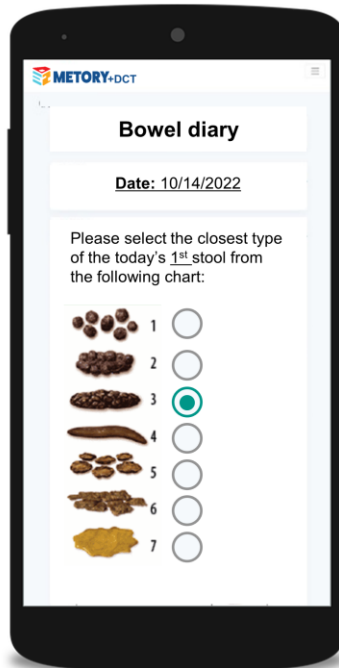 METORY+DCT
Bowel diary
Date: 10/14/2022
Please select the closest type
of the today's 1st stool from
the following chart:
1
2
3
4
5
6
7